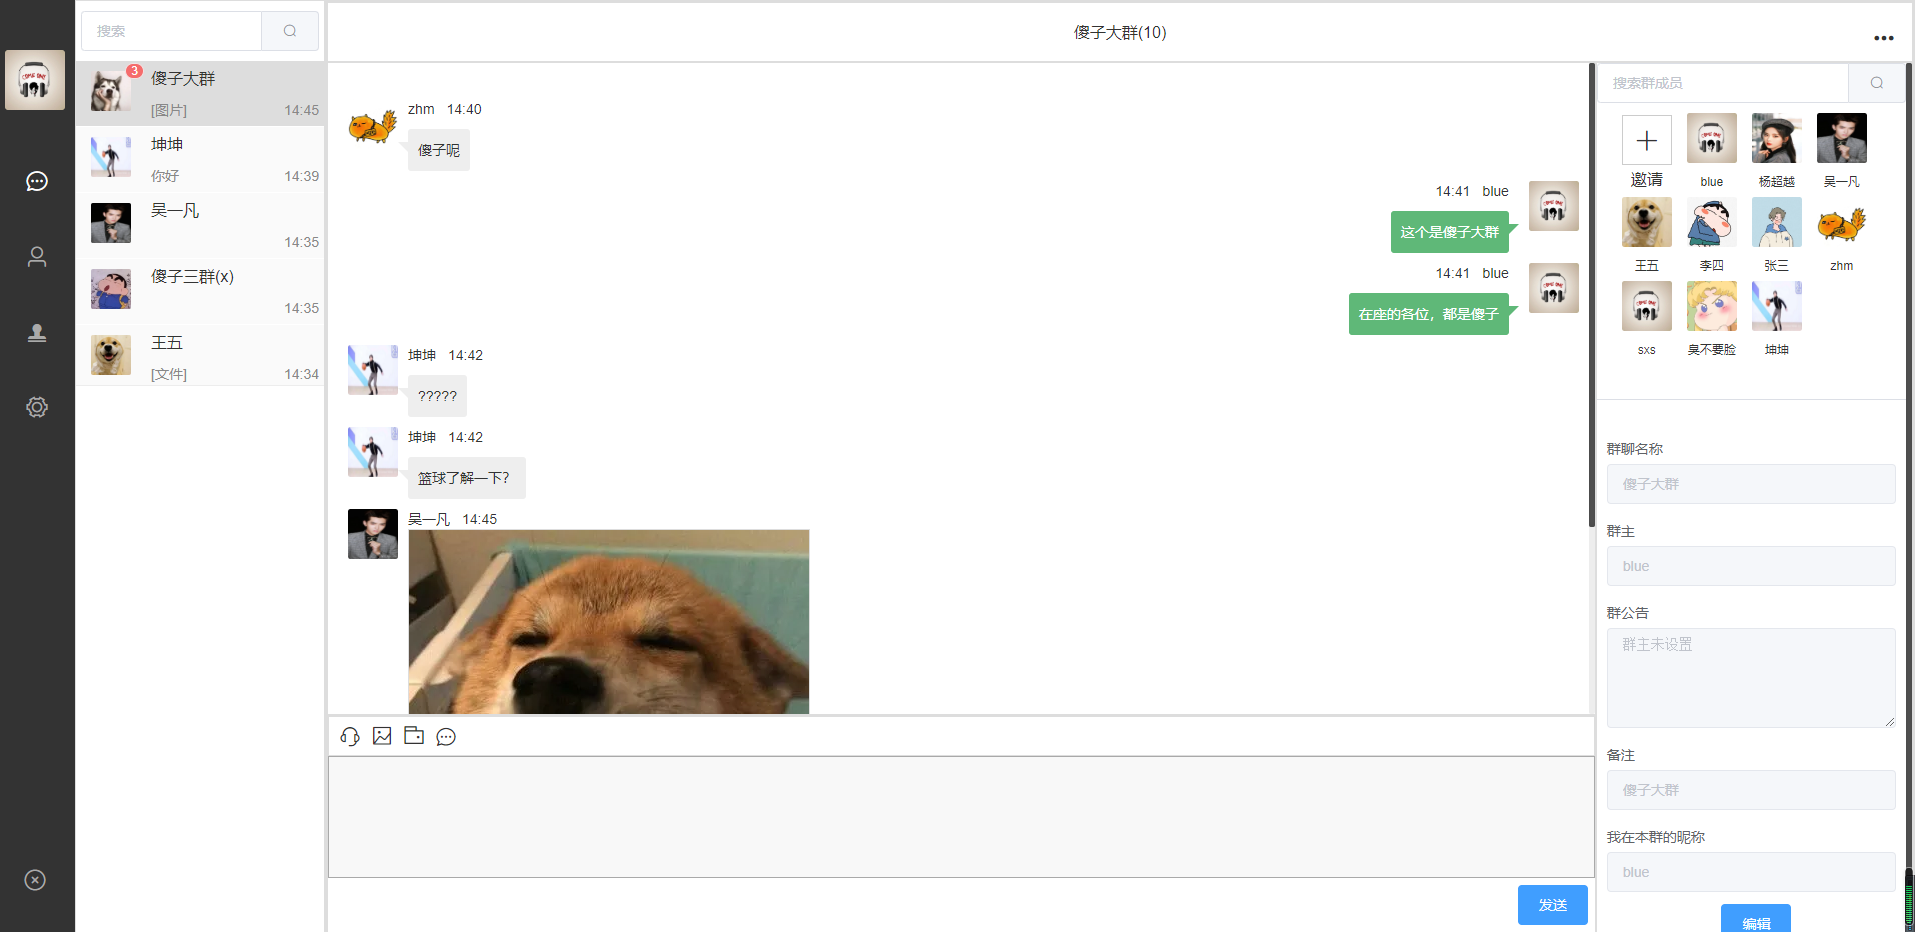 搜索
3
傻子大群
[图片] 14:45
坤坤
你好 14:39
吴一凡
14:35
傻子三群(x)
14:35
王五
[文件] 14:34
傻子大群(10)
zhm 14:40
傻子呢
14:41 blue
这个是傻子大群
14:41 blue
在座的各位，都是傻子
坤坤 14:42
?????
坤坤 14:42
篮球了解一下?
吴一凡 14:45
发送
搜索群成员
邀请 blue 杨超越 吴一凡
王五 李四 张三 zhm
sxs 臭不要脸 坤坤
群聊名称
傻子大群
群主
blue
群公告
群主未设置
备注
傻子大群
我在本群的昵称
blue
编辑